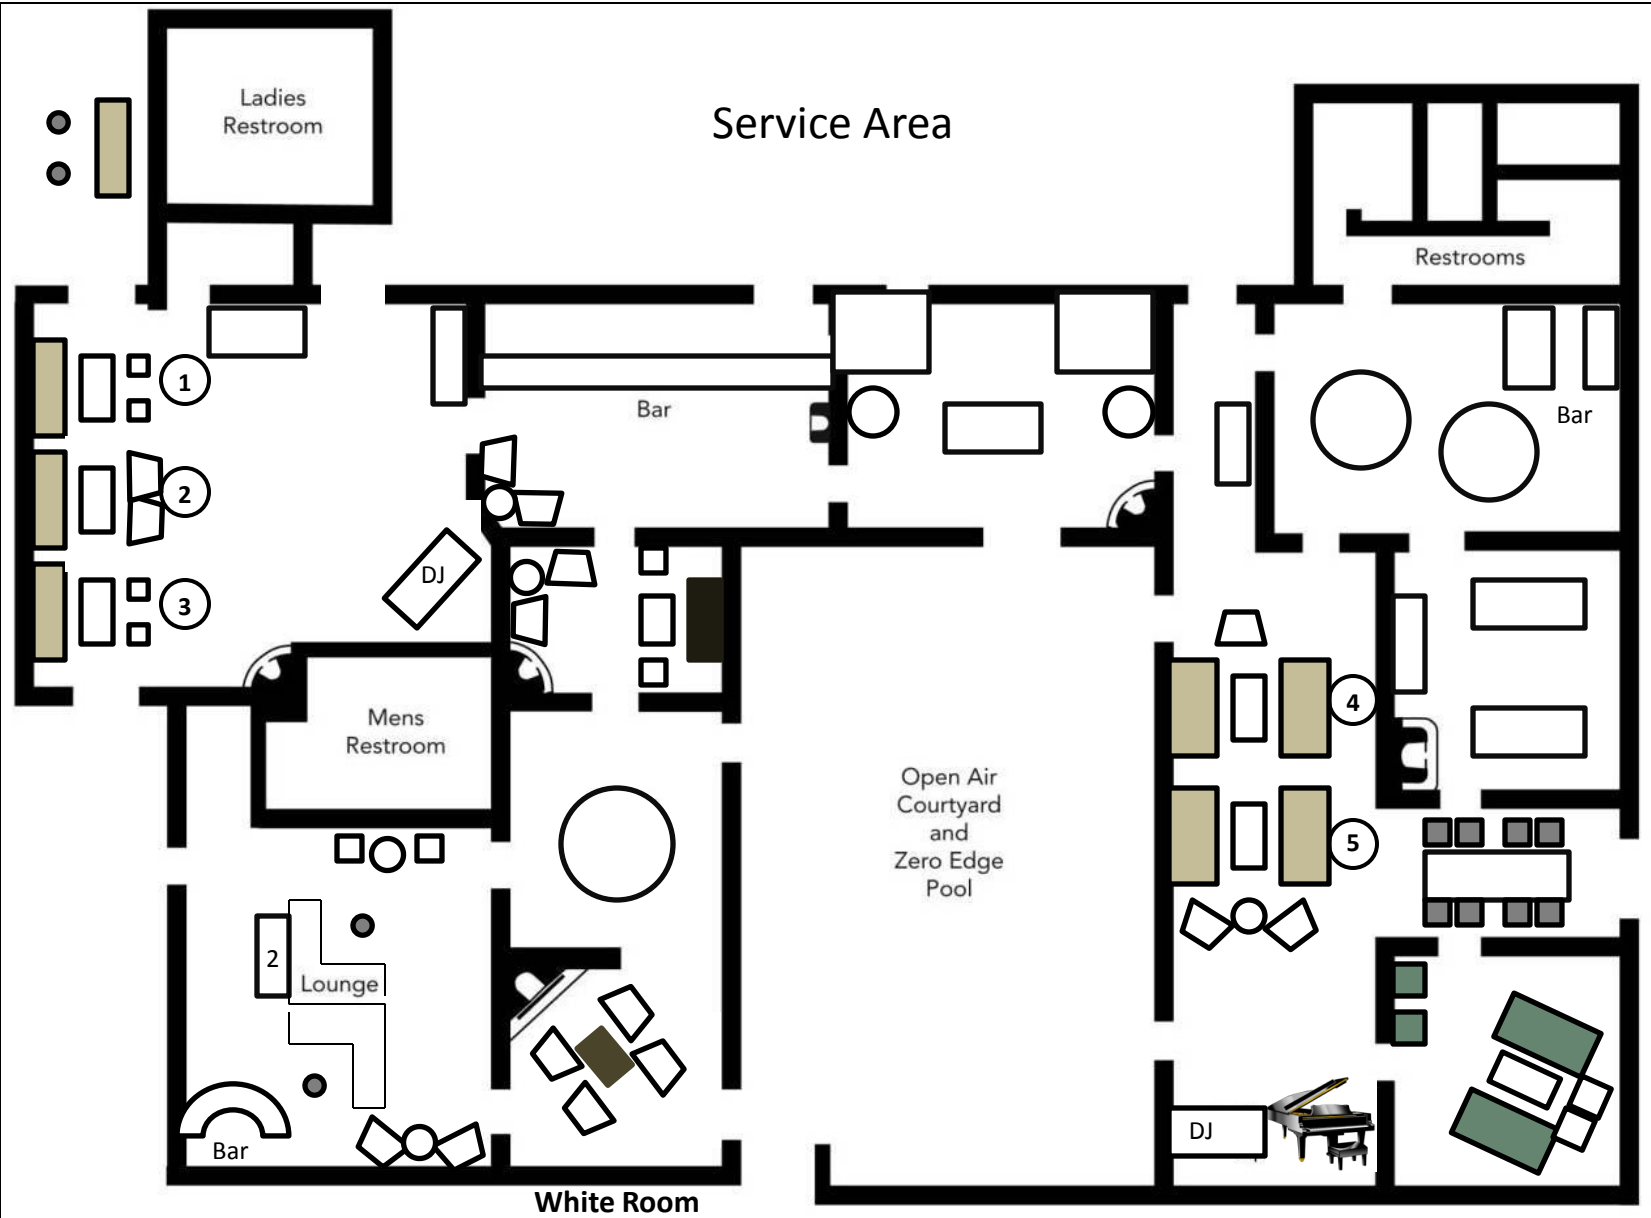 Ladies
Restroom
Service Area
Restrooms
1
Bar
Bar
2
DJ
3
Mens
Restroom
4
Open Air
Courtyard
and
Zero Edge
Pool
5
2
Lounge
Bar
DJ
White Room